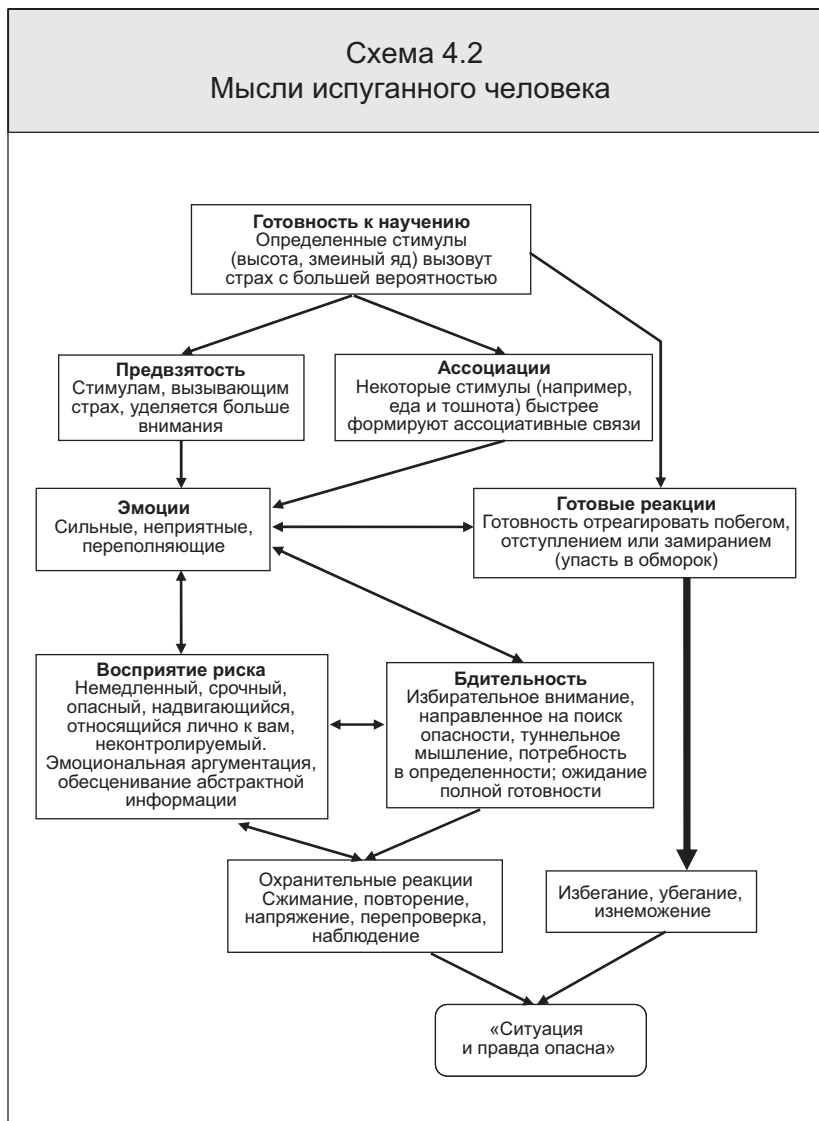 Схема 4.2
Мысли испуганного человека
Готовность к научению
Определенные стимулы
(высота, змеиный яд) вызовут
страх с большей вероятностью
Предвзятость
Стимулам, вызывающим
страх, уделяется больше
внимания
Ассоциации
Некоторые стимулы (например,
еда и тошнота) быстрее
формируют ассоциативные связи
Эмоции
Сильные, неприятные,
переполняющие
Готовые реакции
Готовность отреагировать побегом,
отступлением или замиранием
(упасть в обморок)
Восприятие риска
Немедленный, срочный,
опасный, надвигающийся,
относящийся лично к вам,
неконтролируемый.
Эмоциональная аргументация,
обесценивание абстрактной
информации
Бдительность
Избирательное внимание,
направленное на поиск
опасности, туннельное
мышление, потребность
в определенности; ожидание
полной готовности
Охранительные реакции
Сжимание, повторение,
напряжение, перепроверка,
наблюдение
Избегание, убегание,
изнеможение
«Ситуация
и правда опасна»